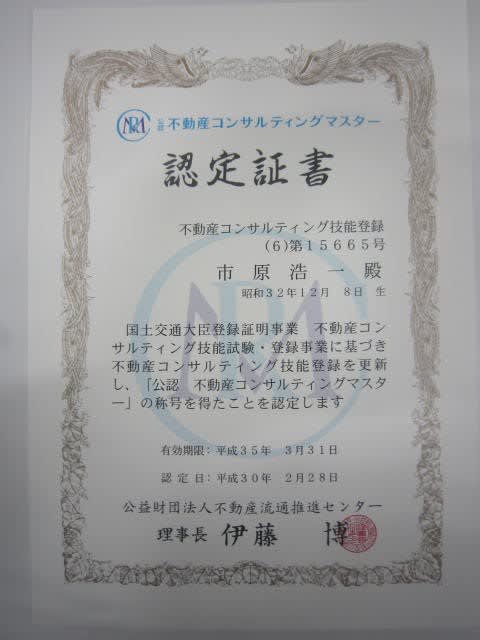 公認 不動産コンサルティングマスター
認定証書
不動産コンサルティング技能登録
(6)第15665号
市原浩一殿
昭和32年12月 8日 生
国土交通大臣登録証明事業 不動産コン
サルティング技能試験・登録事業に基づき
不動産コンサルティング技能登録を更新
し、「公認 不動産コンサルティングマスタ
ー」の称号を得たことを認定します
有効期限:平成35年 3月31日
認定日:平成30年 2月28日
公益財団法人不動産流通推進センター
理事長 伊藤 博